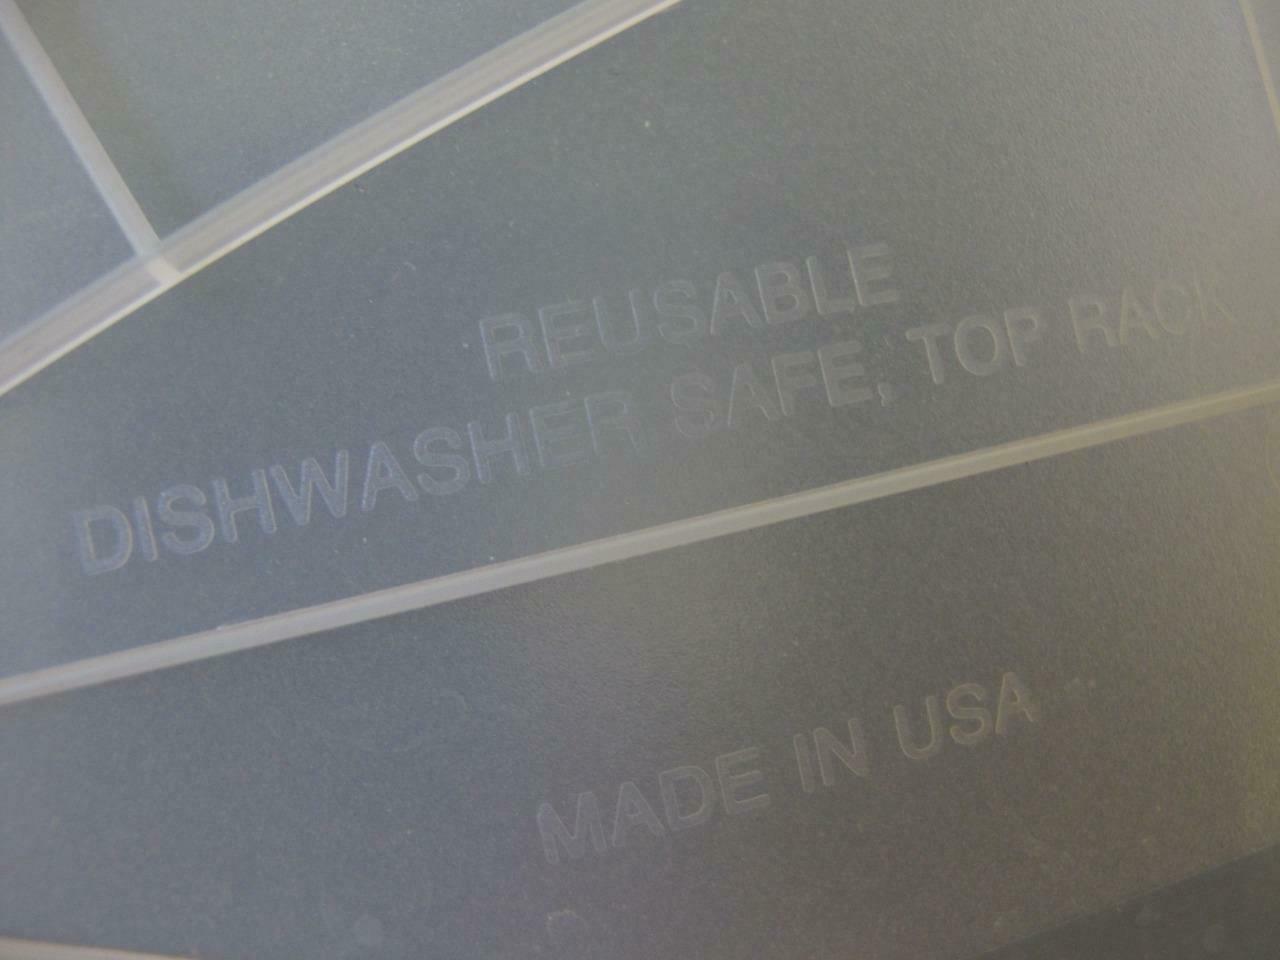 REUSABLE
DISHWASHER SAFE, TOP RACK
MADE IN USA